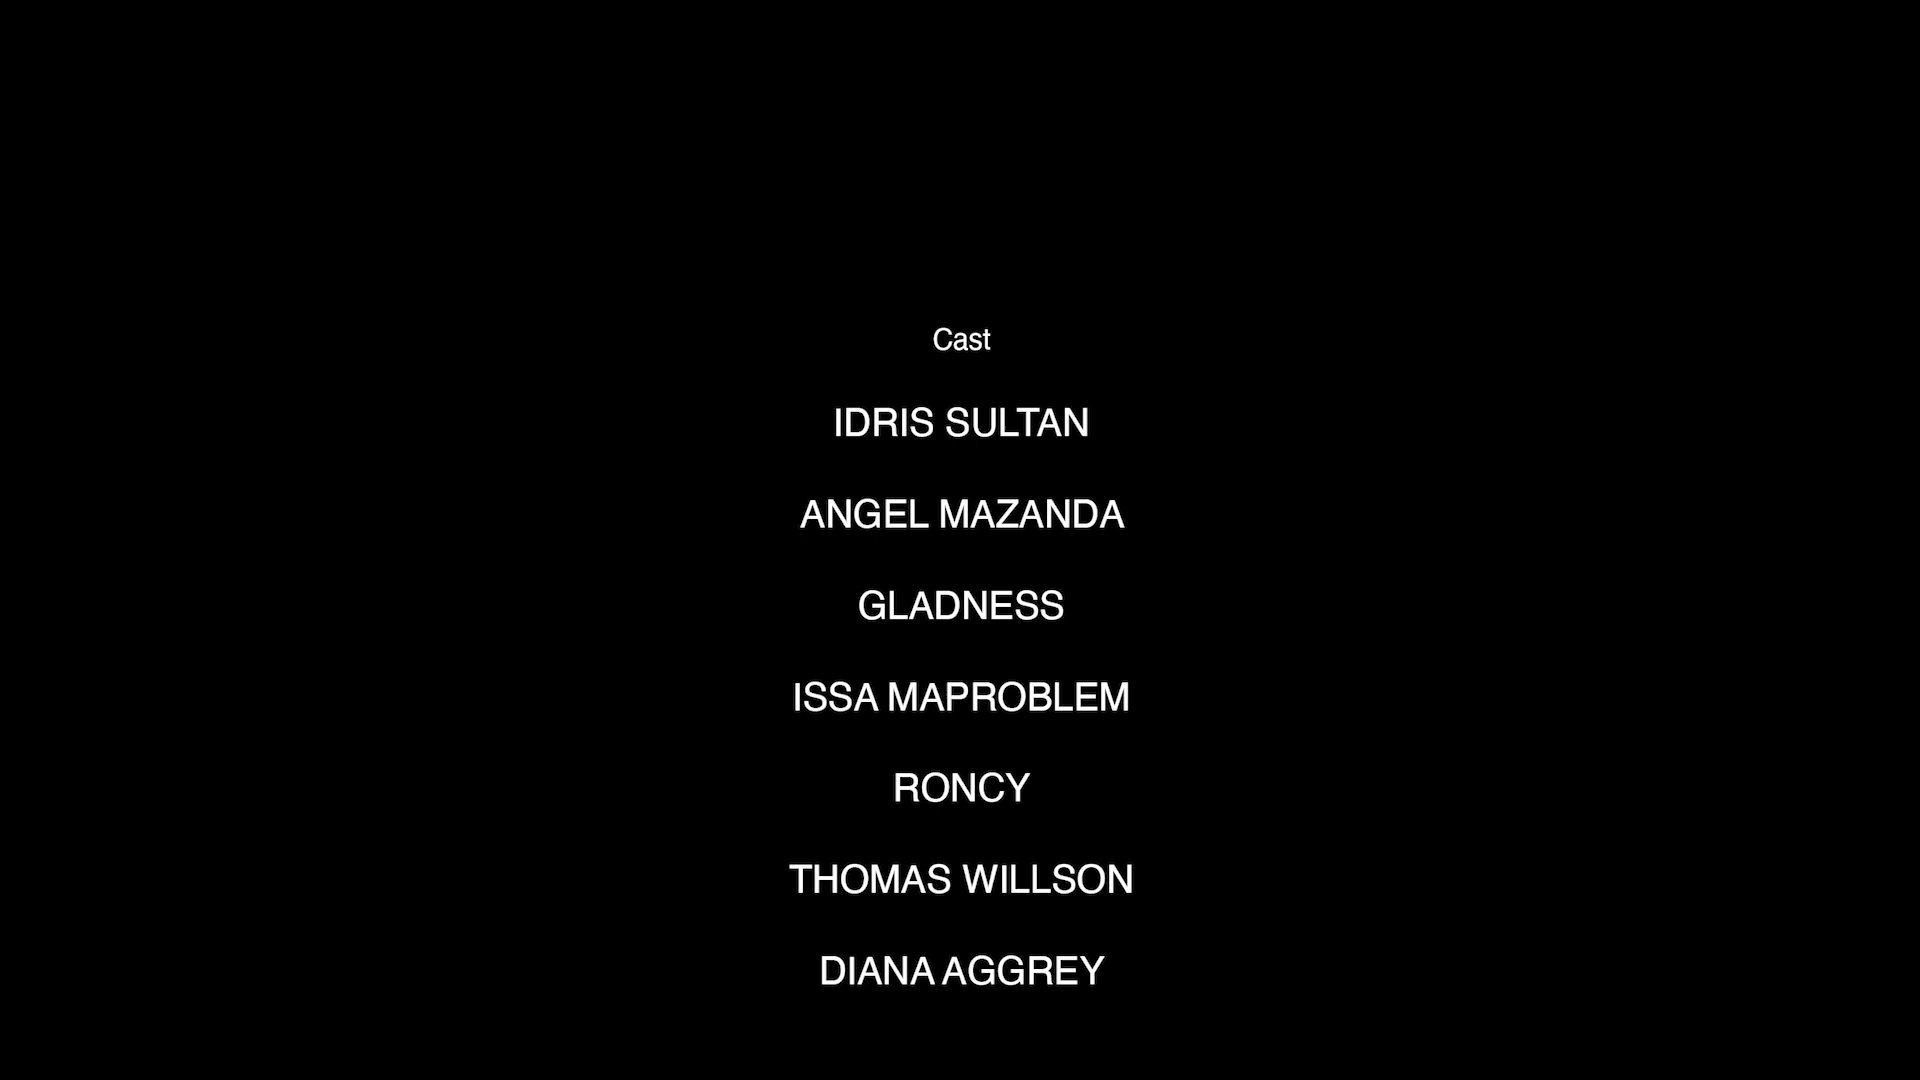 Cast
IDRIS SULTAN
ANGEL MAZANDA
GLADNESS
ISSA MAPROBLEM
RONCY
THOMAS WILLSON
DIANA AGGREY